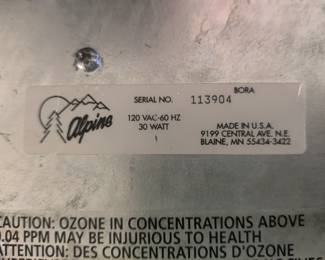 BORA
SERIAL NO. 113904
Alpine
120 VAC-60 HZ
30 WATT
MADE IN U.S.A.
9199 CENTRAL AVE. N.E.
BLAINE, MN 55434-3422
CAUTION: OZONE IN CONCENTRATIONS ABOVE
0.04 PPM MAY BE INJURIOUS TO HEALTH
ATTENTION: DES CONCENTRATIONS D'OZONE